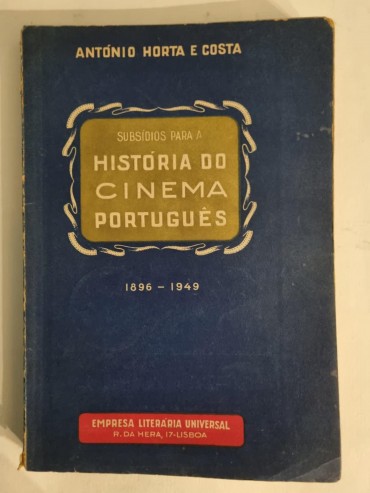 ANTÓNIO HORTA E COSTA
SUBSÍDIOS PARA A
HISTÓRIA DO
CINEMA
PORTUGUÊS
1896 - 1949
EMPRESA LITERÁRIA UNIVERSAL
R. DA HERA, 17-LISBOA